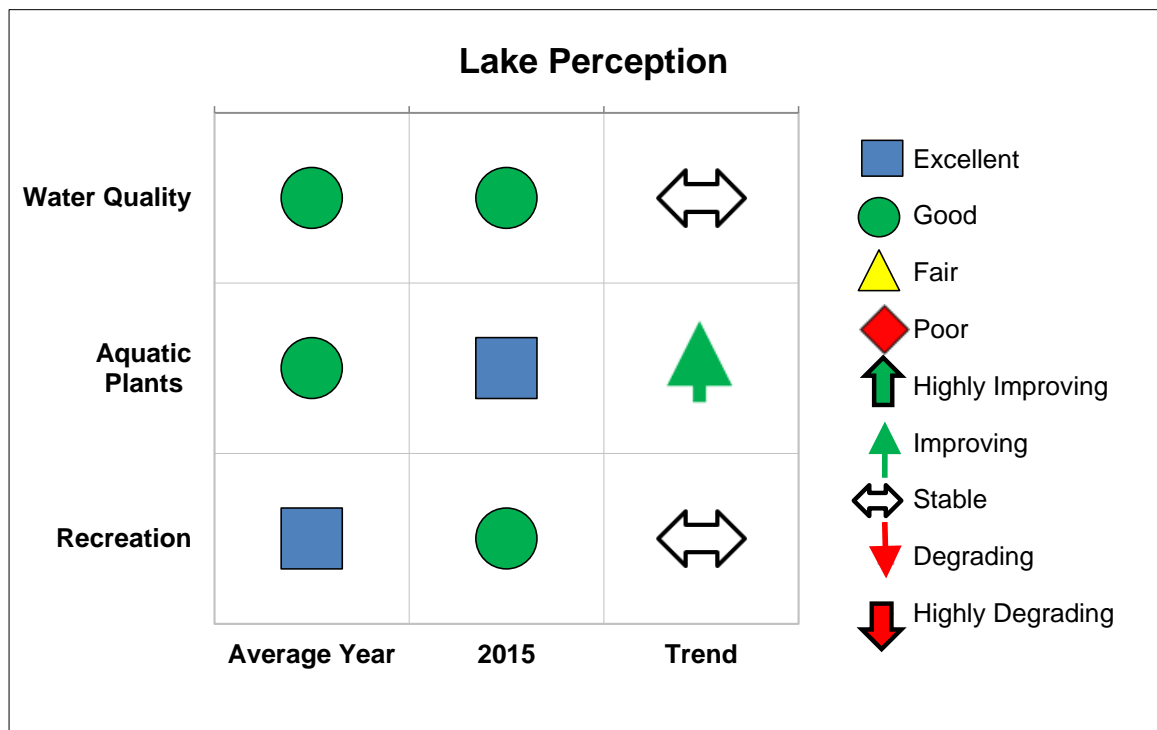 Lake Perception
Water Quality
Aquatic
Plants
Recreation
Average Year
2015
Trend
Excellent
Good
Fair
Poor
Highly Improving
Improving
Stable
Degrading
Highly Degrading